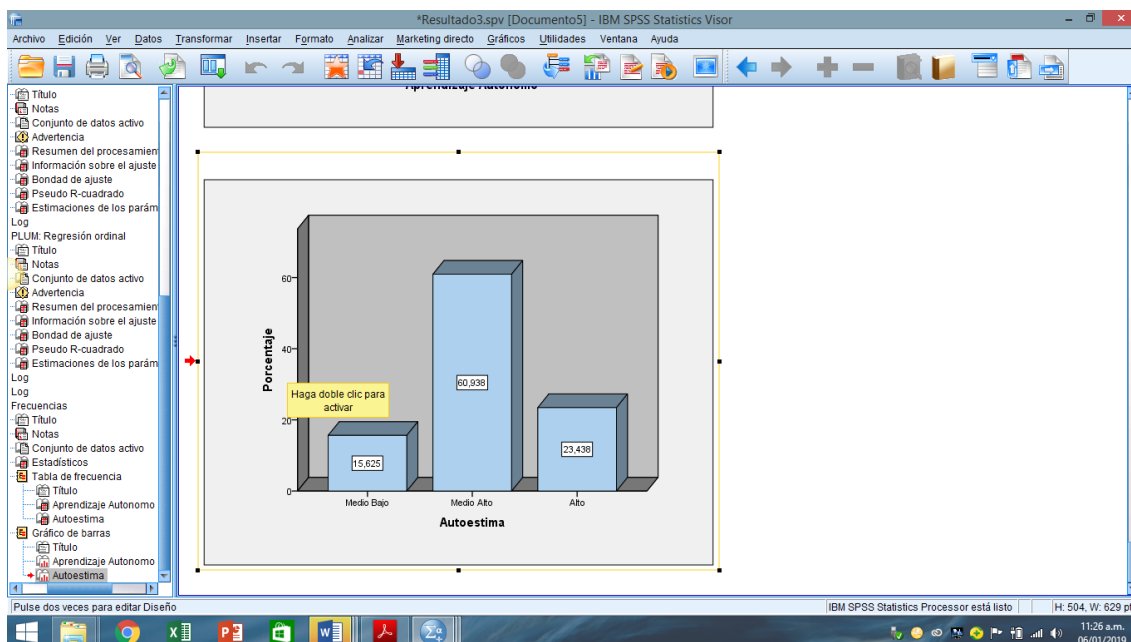 *Resultado3.spv [Documento5] - IBM SPSS Statistics Visor
Archivo Edición Ver Datos Transformar Insertar Formato Analizar Marketing directo Gráficos Utilidades Ventana Ayuda
Título
Notas
Conjunto de datos activo
Advertencia
Resumen del procesamien
Información sobre el ajuste
Bondad de ajuste
Pseudo R-cuadrado
Estimaciones de los parám
Log
PLUM: Regresión ordinal
Título
Notas
Conjunto de datos activo
Advertencia
Resumen del procesamien
Información sobre el ajuste
Bondad de ajuste
Pseudo R-cuadrado
Estimaciones de los parám
Log
Log
Frecuencias
Título
Notas
Conjunto de datos activo
Estadísticos
Tabla de frecuencia
Título
Aprendizaje Autonomo
Autoestima
Gráfico de barras
Título
Aprendizaje Autonomo
Autoestima
Aprendizaje Autonomo
Porcentaje
60
40
20
0
Haga doble clic para
activar
15,625
60,938
23,438
Medio Bajo Medio Alto Alto
Autoestima
Pulse dos veces para editar Diseño
IBM SPSS Statistics Processor está listo
H: 504, W: 629 pt
11:26 a.m.
06/01/2019